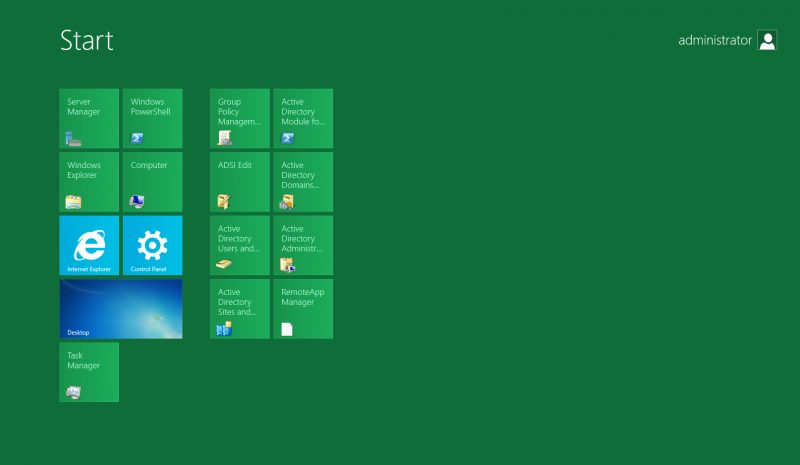 Start
administrator
Server
Manager
Windows
PowerShell
Windows
Explorer
Computer
Internet Explorer
Control Panel
Desktop
Task
Manager
Group
Policy
Managem...
Active
Directory
Module fo...
ADSI Edit
Active
Directory
Domains...
Active
Directory
Users and...
Active
Directory
Administr...
Active
Directory
Sites and...
RemoteApp
Manager